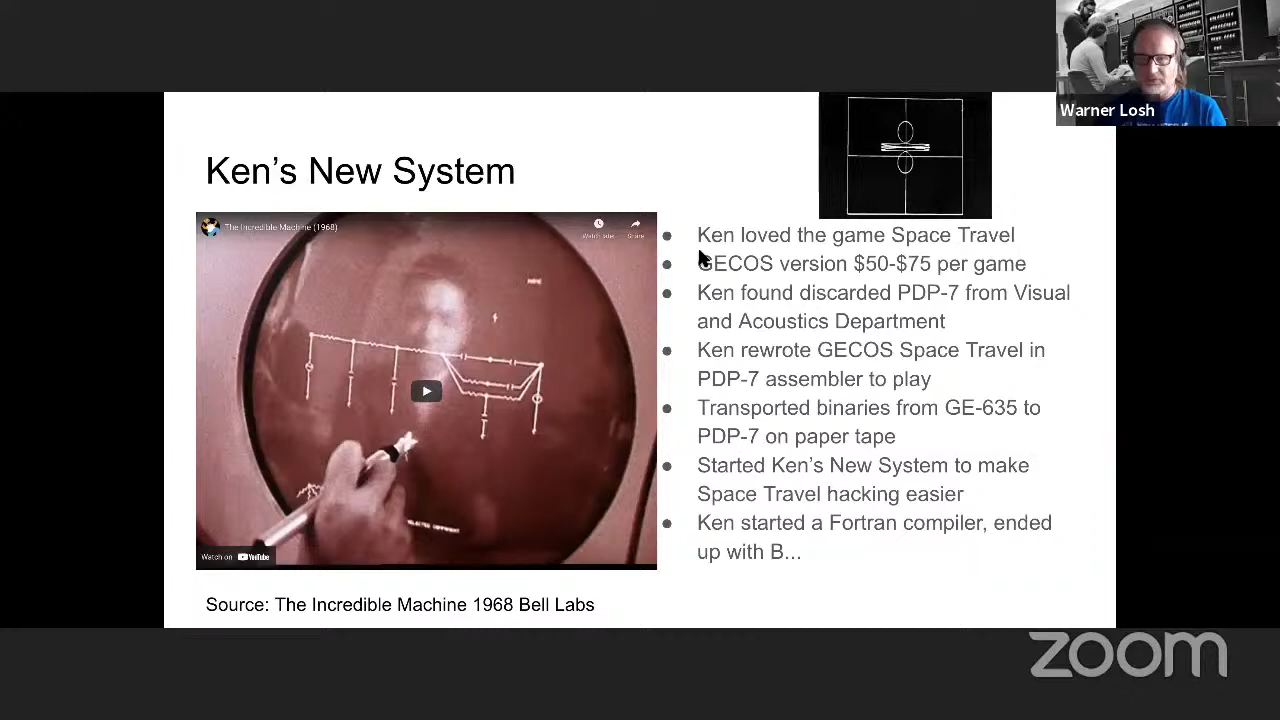 Warner Losh
Ken's New System
The Incredible Machine (1968)
Watch later
Share
Watch on YouTube
Source: The Incredible Machine 1968 Bell Labs
● Ken loved the game Space Travel
● GECOS version $50-$75 per game
● Ken found discarded PDP-7 from Visual
and Acoustics Department
● Ken rewrote GECOS Space Travel in
PDP-7 assembler to play
● Transported binaries from GE-635 to
PDP-7 on paper tape
● Started Ken's New System to make
Space Travel hacking easier
● Ken started a Fortran compiler, ended
up with B...
zoom